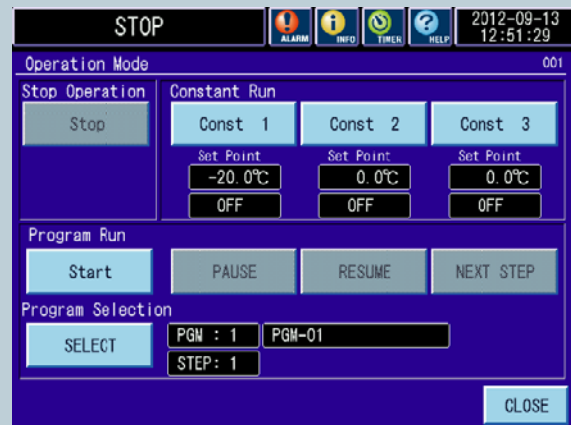 STOP ALARM INFO TIMER HELP 2012-09-13
12:51:29
Operation Mode 001
Stop Operation Constant Run
Stop Const 1 Const 2 Const 3
Set Point Set Point Set Point
-20.0℃ 0.0℃ 0.0℃
OFF OFF OFF
Program Run
Start PAUSE RESUME NEXT STEP
Program Selection
SELECT PGM : 1 PGM-01
STEP: 1
CLOSE